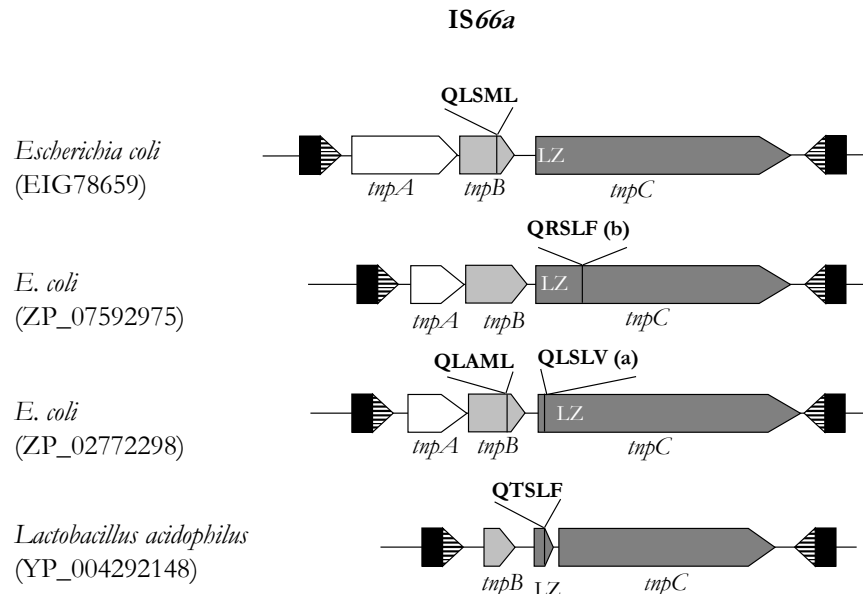 IS66a
QLSML
Escherichia coli
(EIG78659)
LZ
tnpA tnpB tnpC
QRSLF (b)
E. coli
(ZP_07592975)
LZ
tnpA tnpB tnpC
QLAML QLSLV (a)
E. coli
(ZP_02772298)
LZ
tnpA tnpB tnpC
QTSLF
Lactobacillus acidophilus
(YP_004292148)
tnpB LZ tnpC